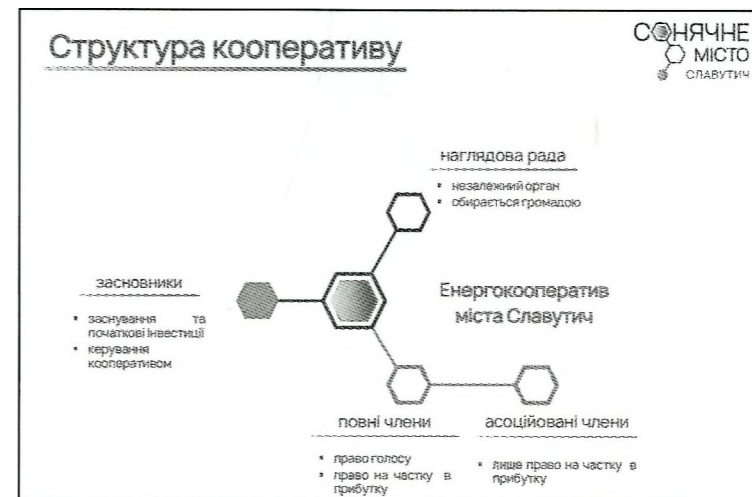 Структура кооперативу
СОНЯЧНЕ
МІСТО
СЛАВУТИЧ
наглядова рада
• незалежний орган
• обирається громадою
засновники
• заснування та
початкові інвестиції
• керування
кооперативом
Енергокооператив
міста Славутич
повні члени
• право голосу
• право на частку в
прибутку
асоційовані члени
• лише право на частку в
прибутку